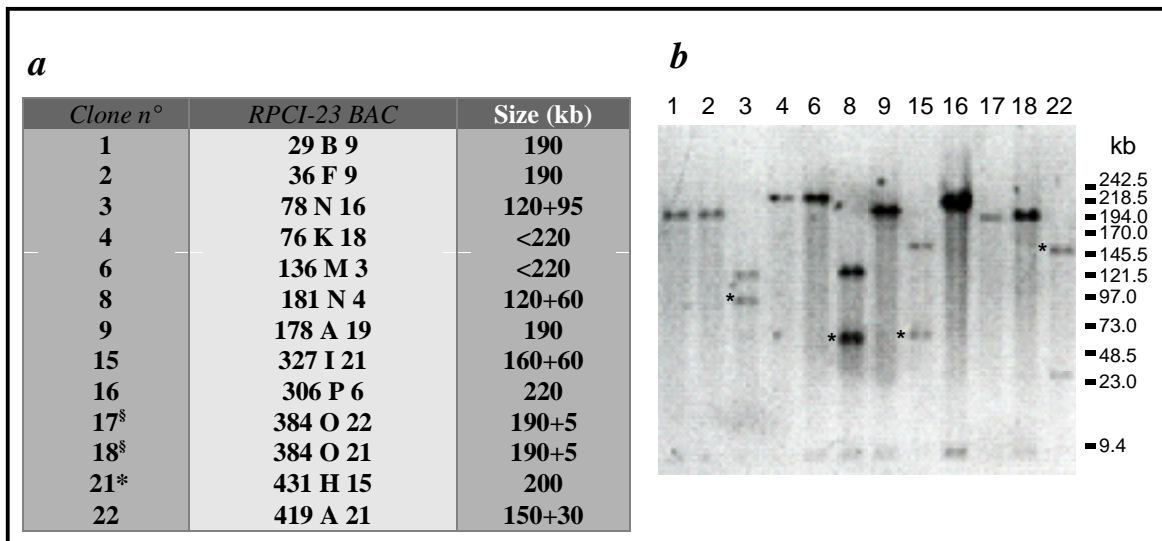 a
Clone n° RPCI-23 BAC Size (kb)
1 29 B 9 190
2 36 F 9 190
3 78 N 16 120+95
4 76 K 18 <220
6 136 M 3 <220
8 181 N 4 120+60
9 178 A 19 190
15 327 I 21 160+60
16 306 P 6 220
17§ 384 O 22 190+5
18§ 384 O 21 190+5
21* 431 H 15 200
22 419 A 21 150+30
b
1 2 3 4 6 8 9 15 16 17 18 22
kb
242.5
218.5
194.0
170.0
* 145.5
121.5
* 97.0
73.0
* *
48.5
23.0
9.4